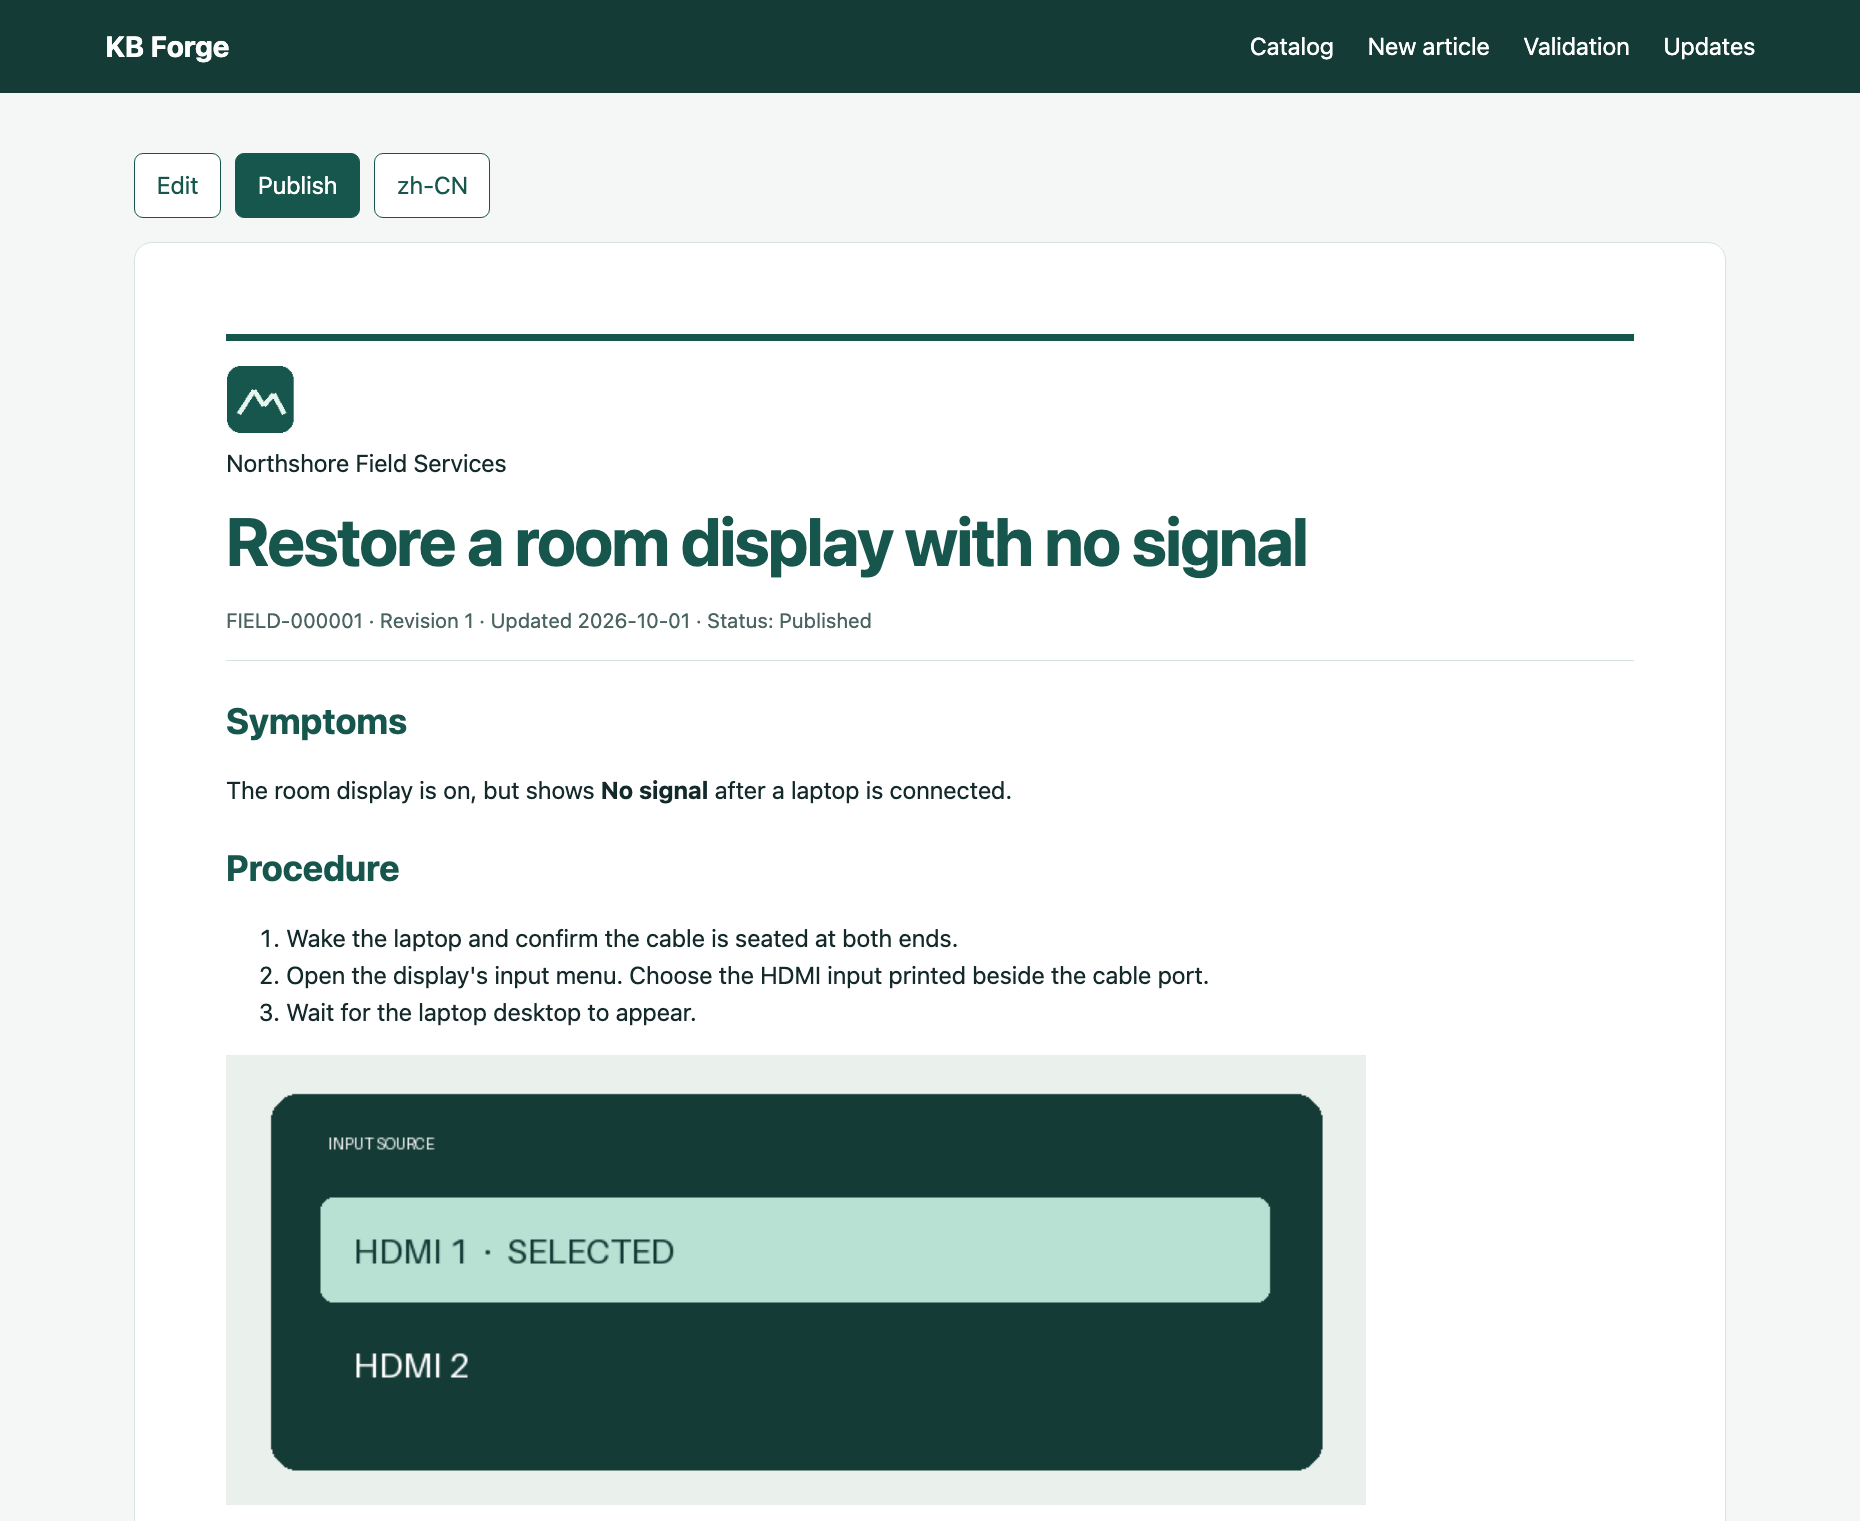 KB Forge
Catalog New article Validation Updates
Edit Publish zh-CN
Northshore Field Services
Restore a room display with no signal
FIELD-000001 · Revision 1 · Updated 2026-10-01 · Status: Published
Symptoms
The room display is on, but shows No signal after a laptop is connected.
Procedure
1. Wake the laptop and confirm the cable is seated at both ends.
2. Open the display's input menu. Choose the HDMI input printed beside the cable port.
3. Wait for the laptop desktop to appear.
INPUT SOURCE
HDMI 1 · SELECTED
HDMI 2